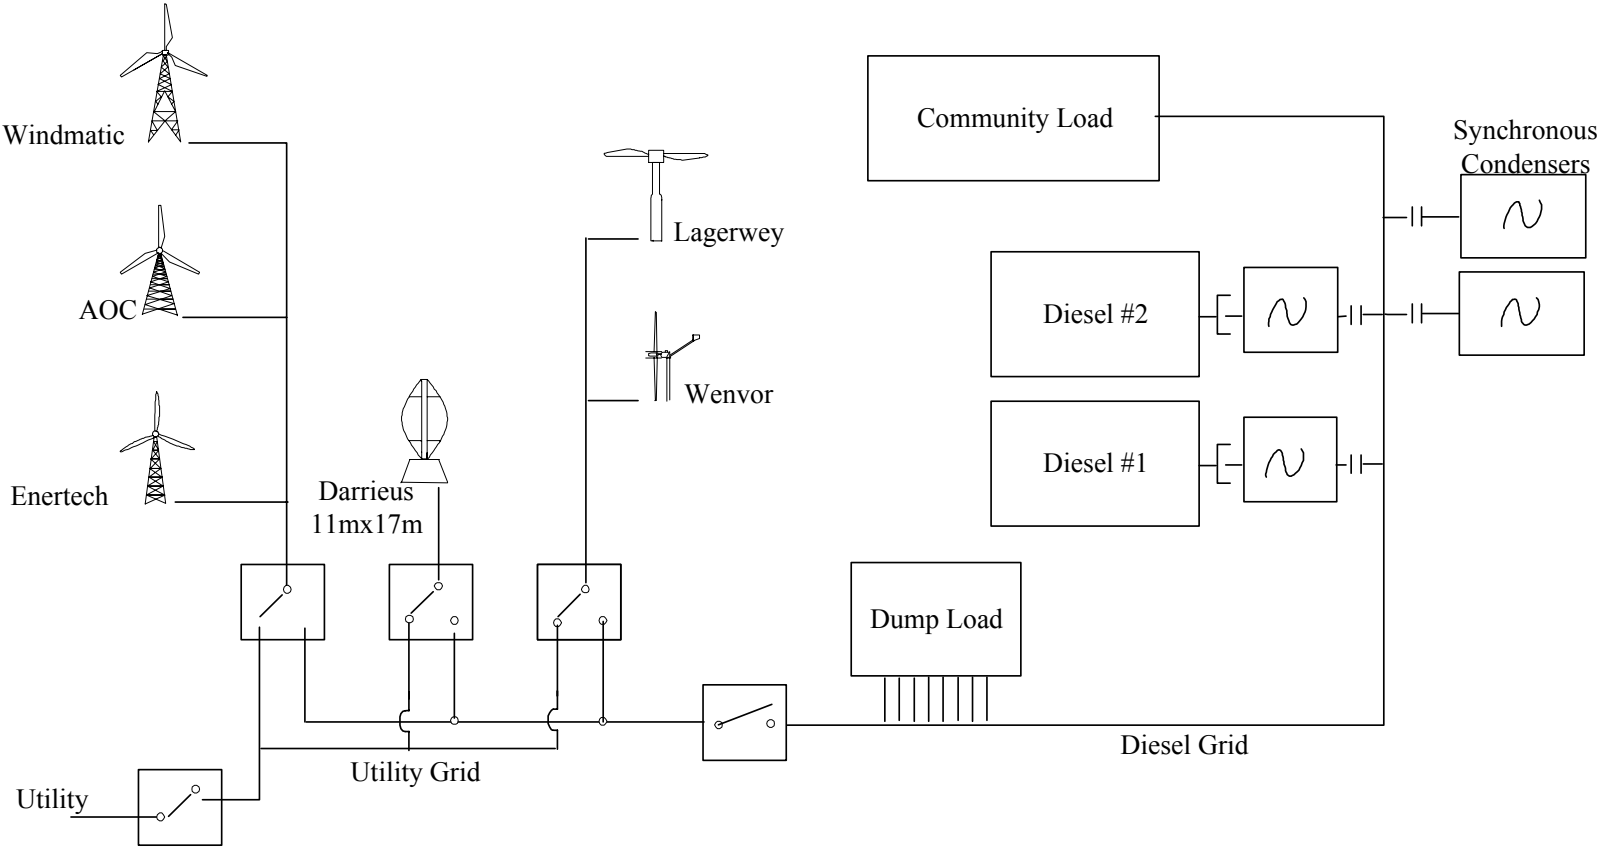 Windmatic
AOC
Enertech
Darrieus
11mx17m
Lagerwey
Wenvor
Community Load
Synchronous
Condensers
Diesel #2
Diesel #1
Dump Load
Diesel Grid
Utility Grid
Utility